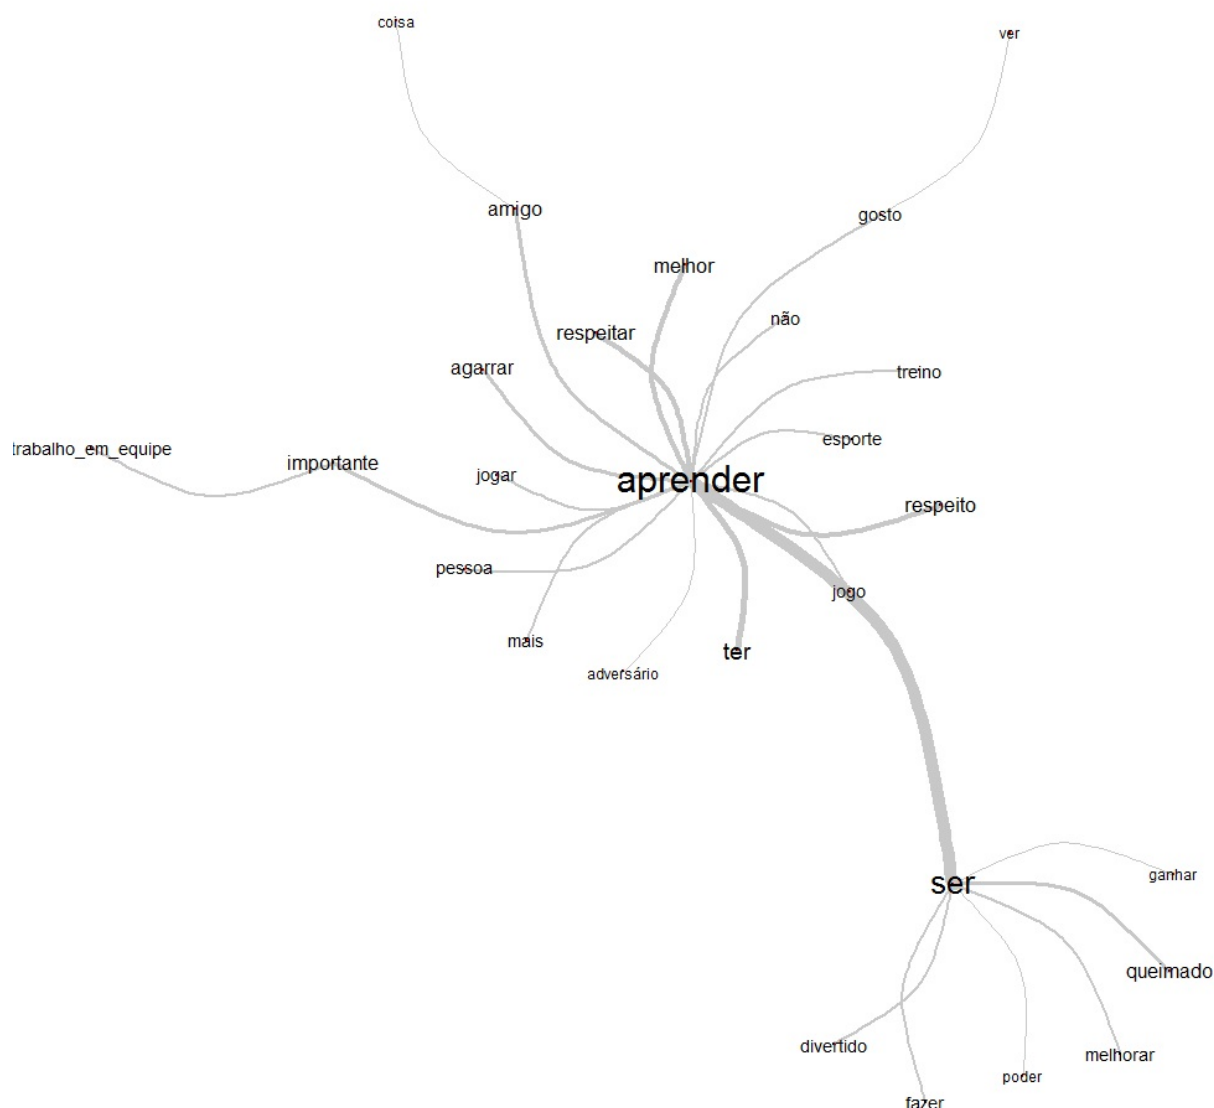 coisa
ver
amigo
gosto
melhor
não
respeitar
agarrar
treino
esporte
trabalho_em_equipe
importante
jogar
aprender
respeito
pessoa
jogo
mais
ter
adversário
ser
ganhar
queimado
divertido
melhorar
poder
fazer